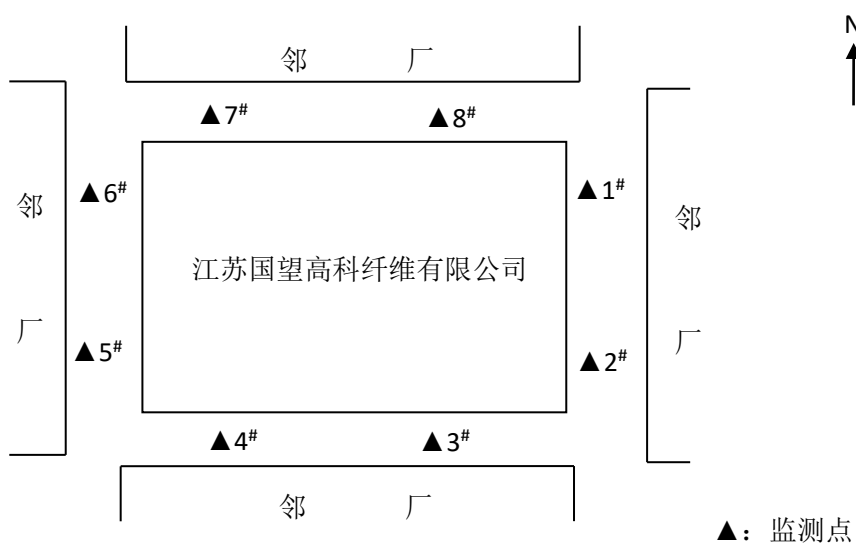 N
邻 厂
▲7#
▲8#
▲6#
▲1#
邻 厂
邻 厂
江苏国望高科纤维有限公司
▲5#
▲2#
▲4#
▲3#
邻 厂
▲：监测点